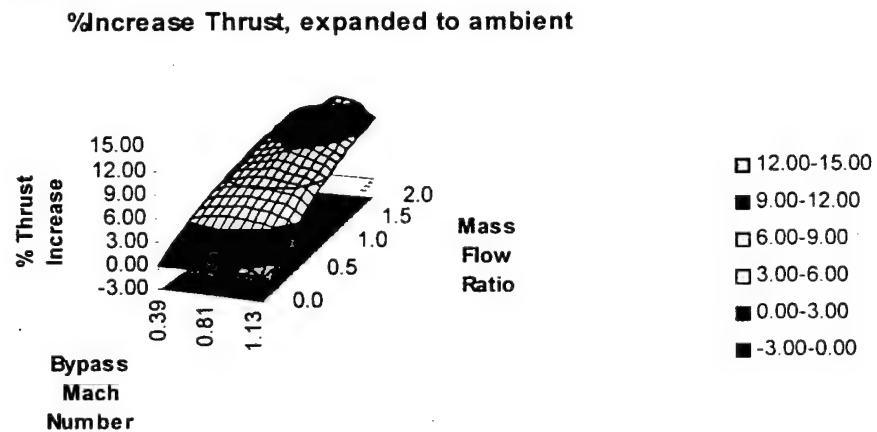 %Increase Thrust, expanded to ambient
15.00
12.00
9.00
6.00
3.00
0.00
-3.00
% Thrust
Increase
2.0
1.5
1.0
0.5
0.0
Mass
Flow
Ratio
0.39
0.81
1.13
Bypass
Mach
Number
12.00-15.00
9.00-12.00
6.00-9.00
3.00-6.00
0.00-3.00
-3.00-0.00